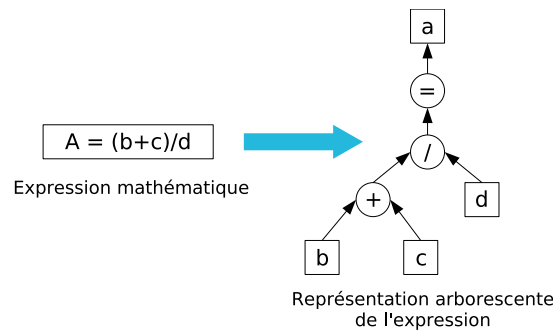 a
=
A = (b+c)/d
/
Expression mathématique
+
d
b
c
Représentation arborescente
de l'expression